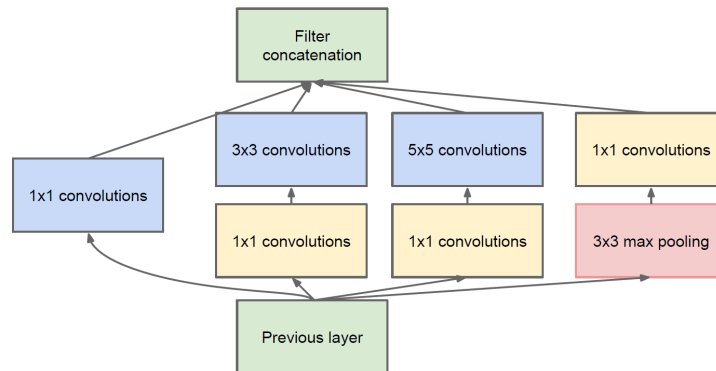 Filter
concatenation
3x3 convolutions
5x5 convolutions
1x1 convolutions
1x1 convolutions
1x1 convolutions
1x1 convolutions
3x3 max pooling
Previous layer